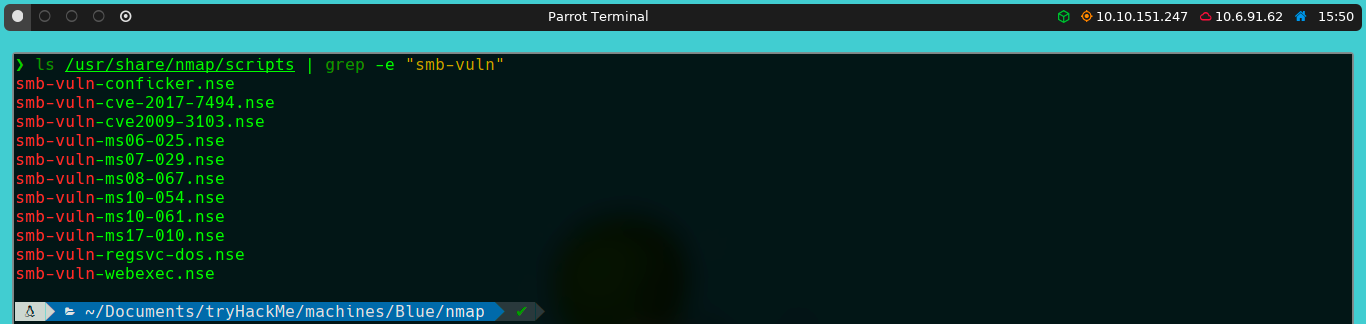 Parrot Terminal 10.10.151.247 10.6.91.62 15:50
❯ ls /usr/share/nmap/scripts | grep -e "smb-vuln"
smb-vuln-conficker.nse
smb-vuln-cve-2017-7494.nse
smb-vuln-cve2009-3103.nse
smb-vuln-ms06-025.nse
smb-vuln-ms07-029.nse
smb-vuln-ms08-067.nse
smb-vuln-ms10-054.nse
smb-vuln-ms10-061.nse
smb-vuln-ms17-010.nse
smb-vuln-regsvc-dos.nse
smb-vuln-webexec.nse
~/Documents/tryHackMe/machines/Blue/nmap ✔